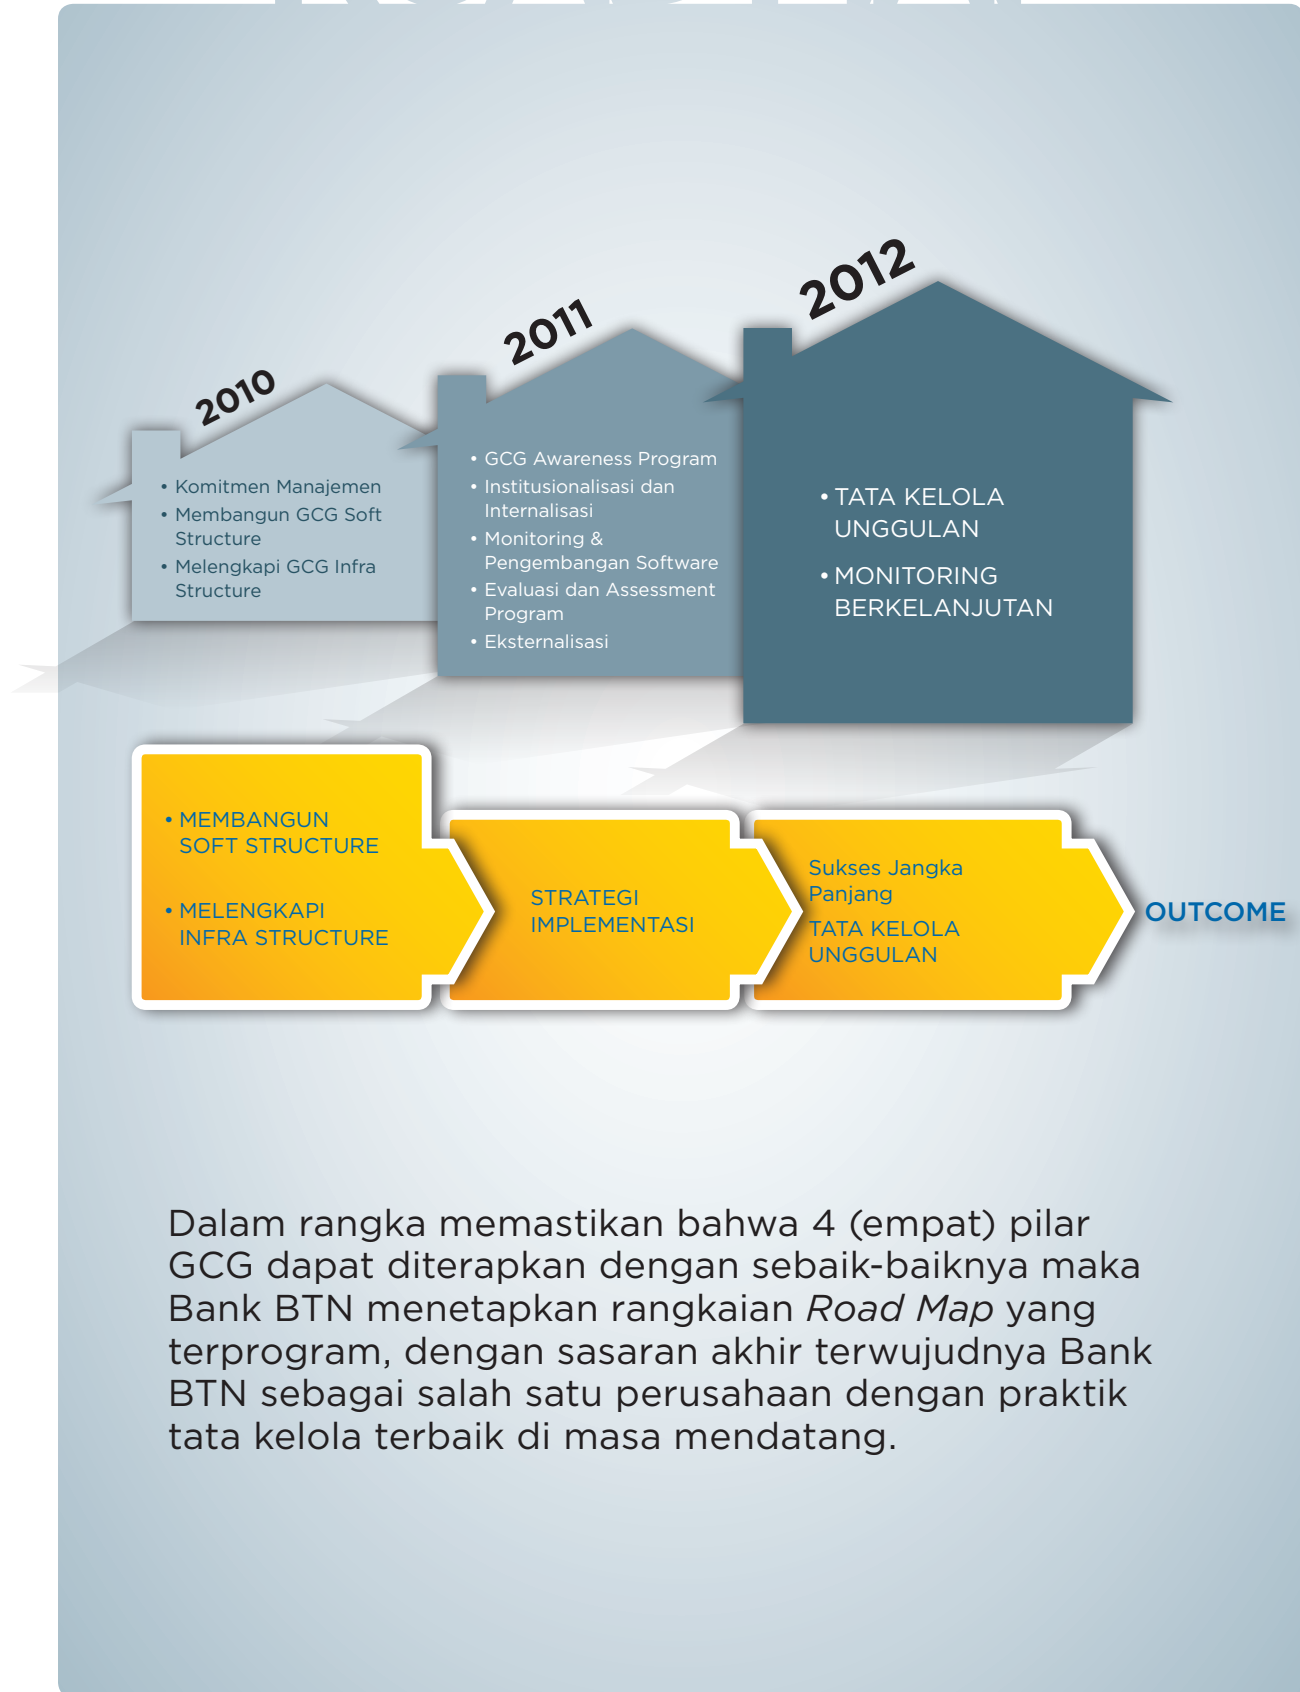 2010
• Komitmen Manajemen
• Membangun GCG Soft
Structure
• Melengkapi GCG Infra
Structure
2011
• GCG Awareness Program
• Institusionalisasi dan
Internalisasi
• Monitoring &
Pengembangan Software
• Evaluasi dan Assessment
Program
• Eksternalisasi
2012
• TATA KELOLA
UNGGULAN
• MONITORING
BERKELANJUTAN
• MEMBANGUN
SOFT STRUCTURE
• MELENGKAPI
INFRA STRUCTURE
STRATEGI
IMPLEMENTASI
Sukses Jangka
Panjang
TATA KELOLA
UNGGULAN
OUTCOME
Dalam rangka memastikan bahwa 4 (empat) pilar
GCG dapat diterapkan dengan sebaik-baiknya maka
Bank BTN menetapkan rangkaian Road Map yang
terprogram, dengan sasaran akhir terwujudnya Bank
BTN sebagai salah satu perusahaan dengan praktik
tata kelola terbaik di masa mendatang.